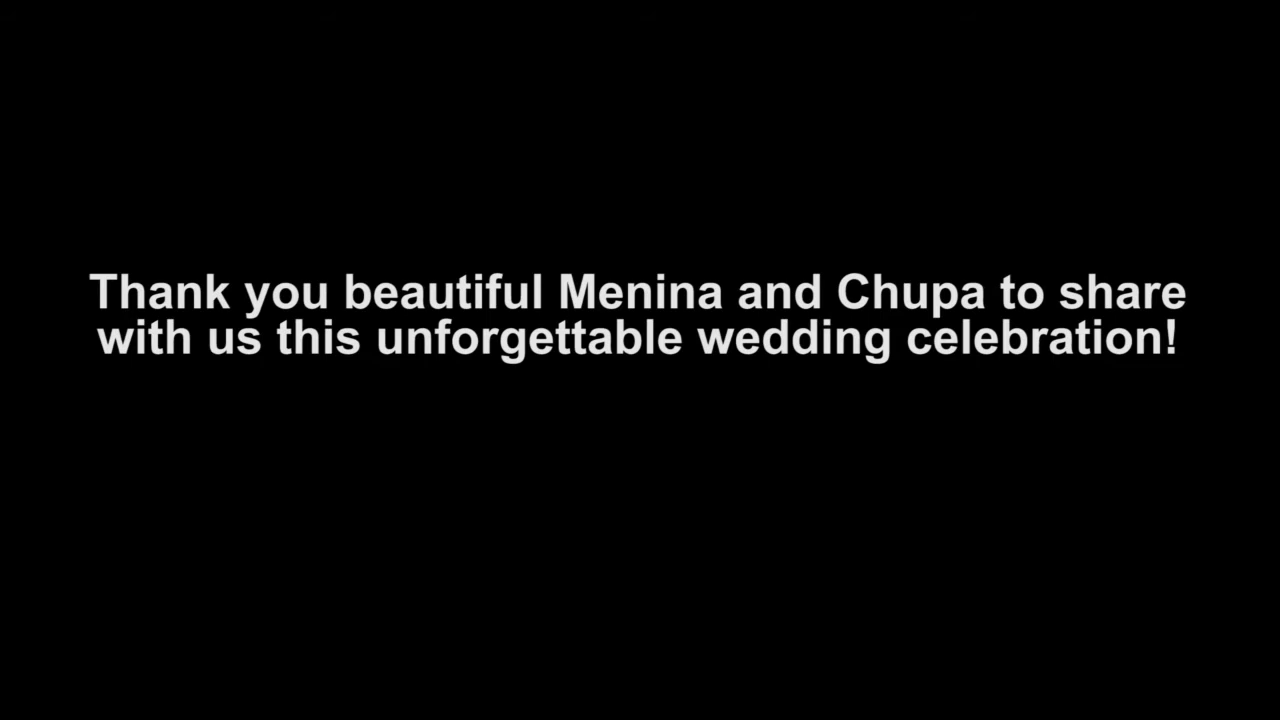 Thank you beautiful Menina and Chupa to share
with us this unforgettable wedding celebration!